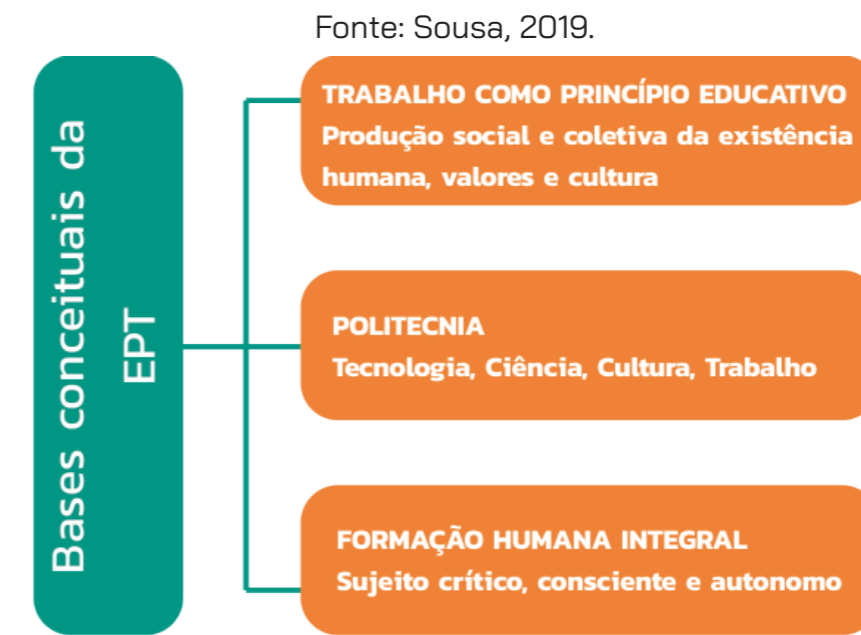 Fonte: Sousa, 2019.
Bases conceituais da
EPT
TRABALHO COMO PRINCÍPIO EDUCATIVO
Produção social e coletiva da existência
humana, valores e cultura
POLITECNIA
Tecnologia, Ciência, Cultura, Trabalho
FORMAÇÃO HUMANA INTEGRAL
Sujeito crítico, consciente e autonomo